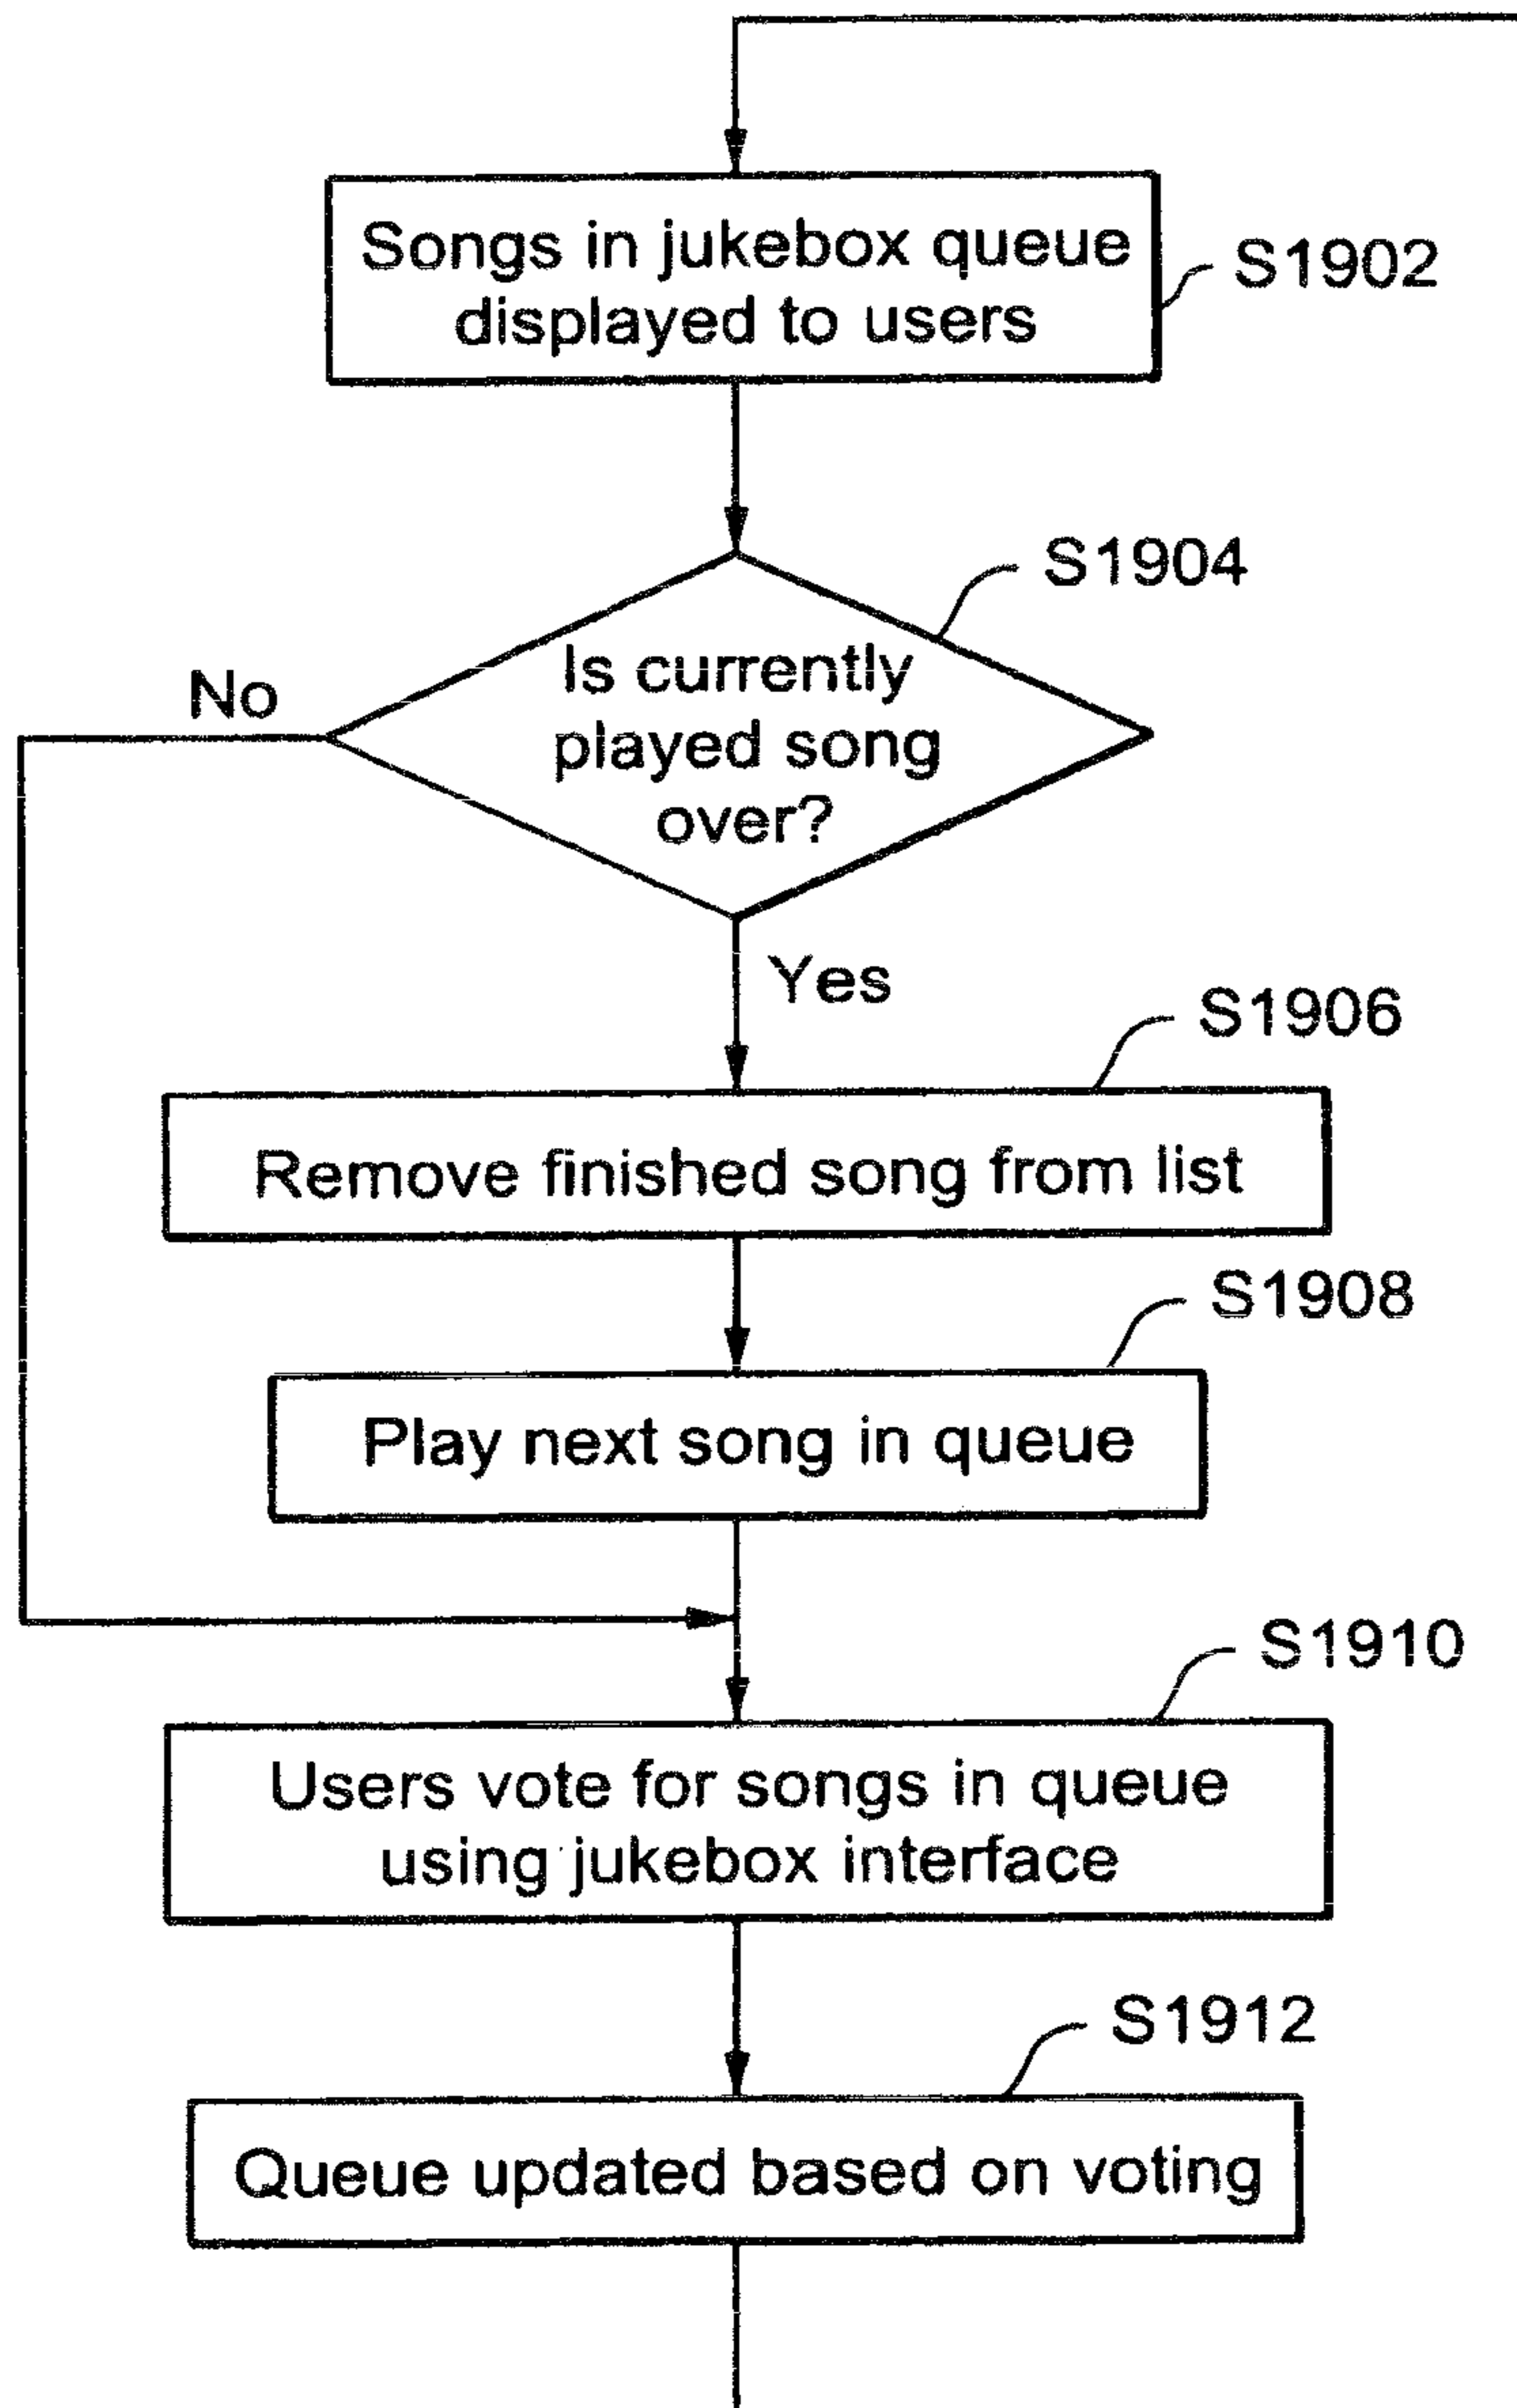 Songs in jukebox queue
displayed to users
S1902
S1904
Is currently
played song
over?
No
Yes
S1906
Remove finished song from list
S1908
Play next song in queue
S1910
Users vote for songs in queue
using jukebox interface
S1912
Queue updated based on voting